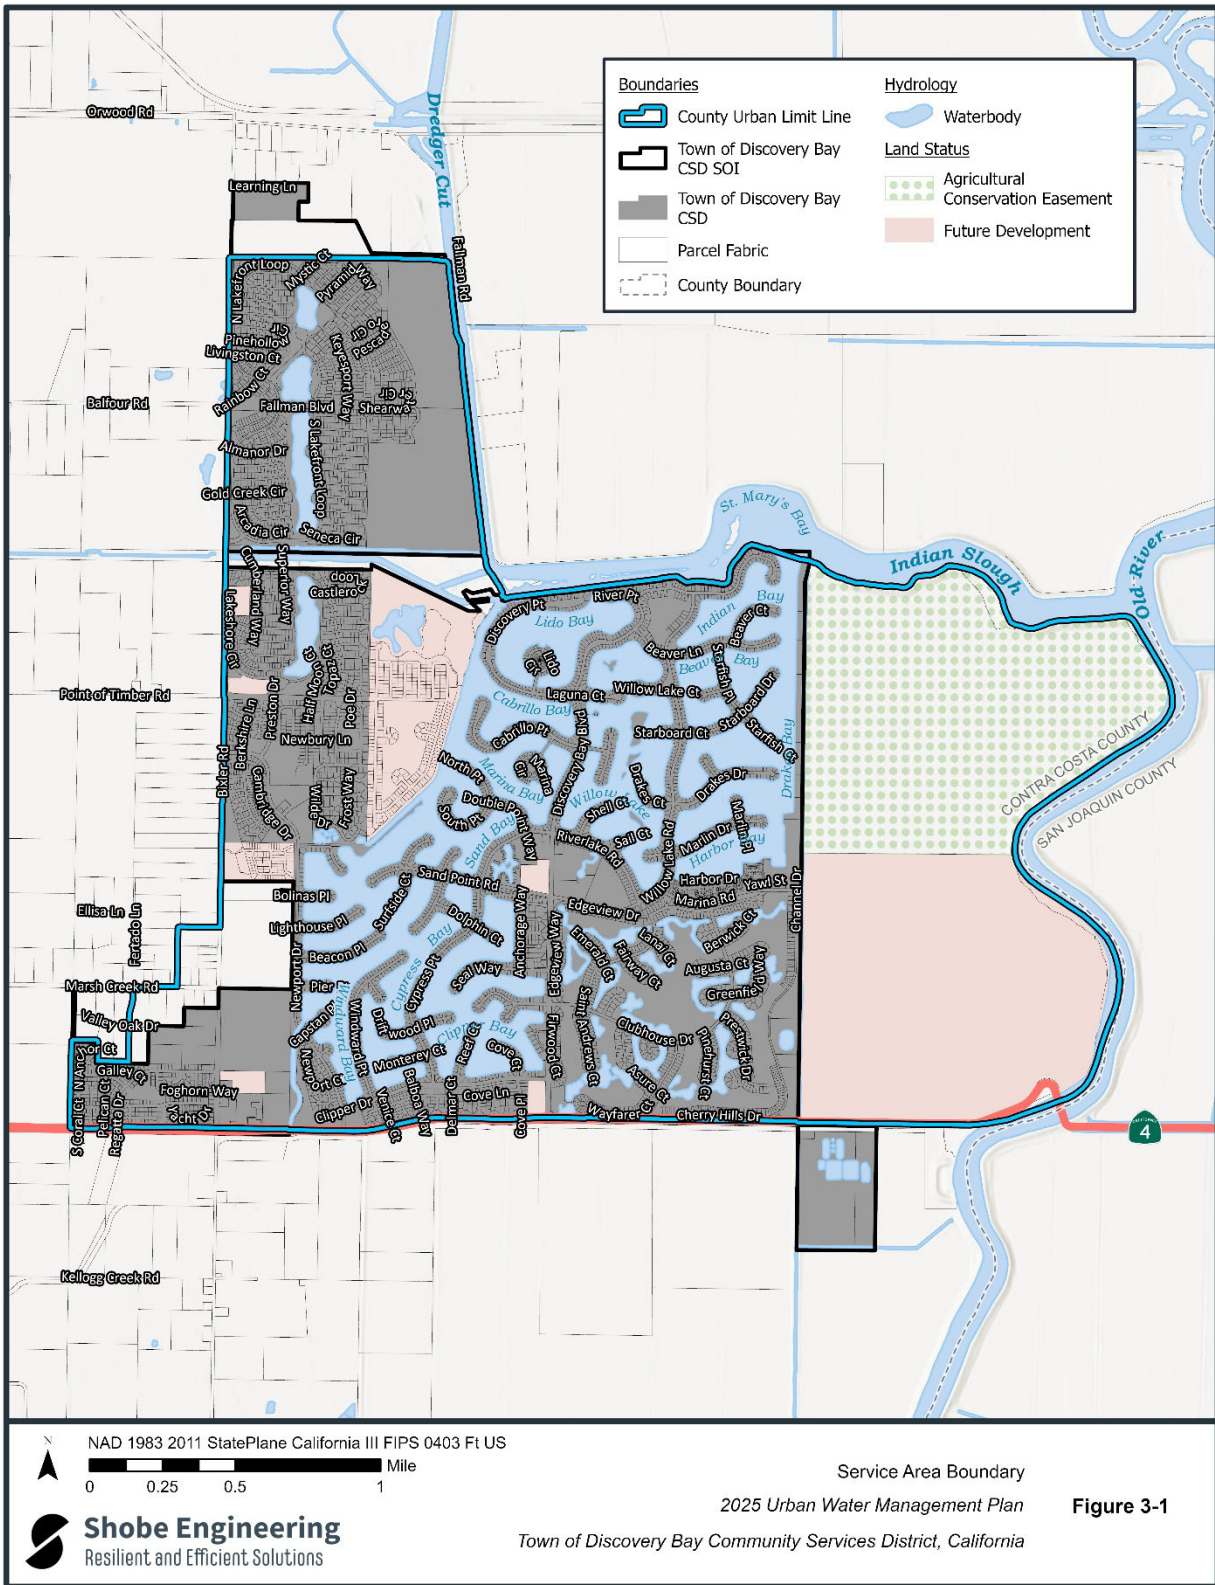 Orwood Rd
Dredger Cut
Boundaries
County Urban Limit Line
Town of Discovery Bay
CSD SOI
Town of Discovery Bay
CSD
Parcel Fabric
County Boundary
Hydrology
Waterbody
Land Status
Agricultural
Conservation Easement
Future Development
Learning Ln
Fallman Rd
N Lakefront Loop
Mystic Ct
Pyramid Way
Pinehollow Cir
Livingston Ct
Keyesport Way
Pescadero Cir
Rainbow Ct
Balfour Rd
Fallman Blvd
Shearwater Cir
S Lakefront Loop
Almanor Dr
Gold Creek Cir
Arcadia Cir
Seneca Cir
St. Mary's Bay
Indian Slough
Old River
Cumberland Way
Superior Way
Castlerock Loop
Lakeshore Cir
Discovery Pt
River Pt
Lido Bay
Indian Bay
Beaver Ct
Beaver Ln
Beaver Bay
Lido Cir
Starfish Pl
Point of Timber Rd
Half Moon Ct
Topaz Ct
Laguna Ct
Willow Lake Ct
Starboard Dr
Cabrillo Bay
Preston Dr
Poe Dr
Berkshire Ln
Newbury Ln
Cabrillo Pt
Discovery Bay Blvd
Starboard Ct
Starfish Ct
Drakes Bay
CONTRA COSTA COUNTY
SAN JOAQUIN COUNTY
Bixler Rd
North Pt
Marina Cir
Marina Bay
Drakes Ct
Drakes Dr
Cambridge Dr
Wilde Dr
Frost Way
Double Point Way
South Pt
Willow Lake
Shell Ct
Sand Bay
Riverlake Rd
Sail Ct
Willow Lake Rd
Marlin Dr
Marlin Pl
Harbor Bay
Sand Point Rd
Harbor Dr
Yawl St
Marina Rd
Channel Dr
Bolinas Pl
Surfside Ct
Ellisa Ln
Fertado Ln
Lighthouse Pl
Dolphin Ct
Anchorage Way
Edgeview Dr
Edgeview Way
Berwick Ct
Beacon Pl
Cypress Bay
Emerald Ct
Lanai Ct
Fairway Ct
Newport Dr
Cypress Pt
Seal Way
Augusta Ct
Greenfield Way
Marsh Creek Rd
Pier
Valley Oak Dr
Windward Bay
Windward Pl
Driftwood Pl
Clipper Bay
Firwood Ct
Saint Andrews Ct
Clubhouse Dr
Prestwick Dr
Pinehurst Ct
N Anchor Ct
Monterey Ct
Reef Ct
Cove Ct
Galley Ct
Newport Ct
Asure Ct
S Coral Ct
Pelican Ct
Regatta Dr
Foghorn Way
Yacht Dr
Clipper Dr
Venice Ct
Balboa Way
Delmar Ct
Cove Ln
Cove Pl
Wayfarer Ct
Cherry Hills Dr
CALIFORNIA
4
Kellogg Creek Rd
N
NAD 1983 2011 StatePlane California III FIPS 0403 Ft US
Mile
0 0.25 0.5 1
Shobe Engineering
Resilient and Efficient Solutions
Service Area Boundary
2025 Urban Water Management Plan
Town of Discovery Bay Community Services District, California
Figure 3-1